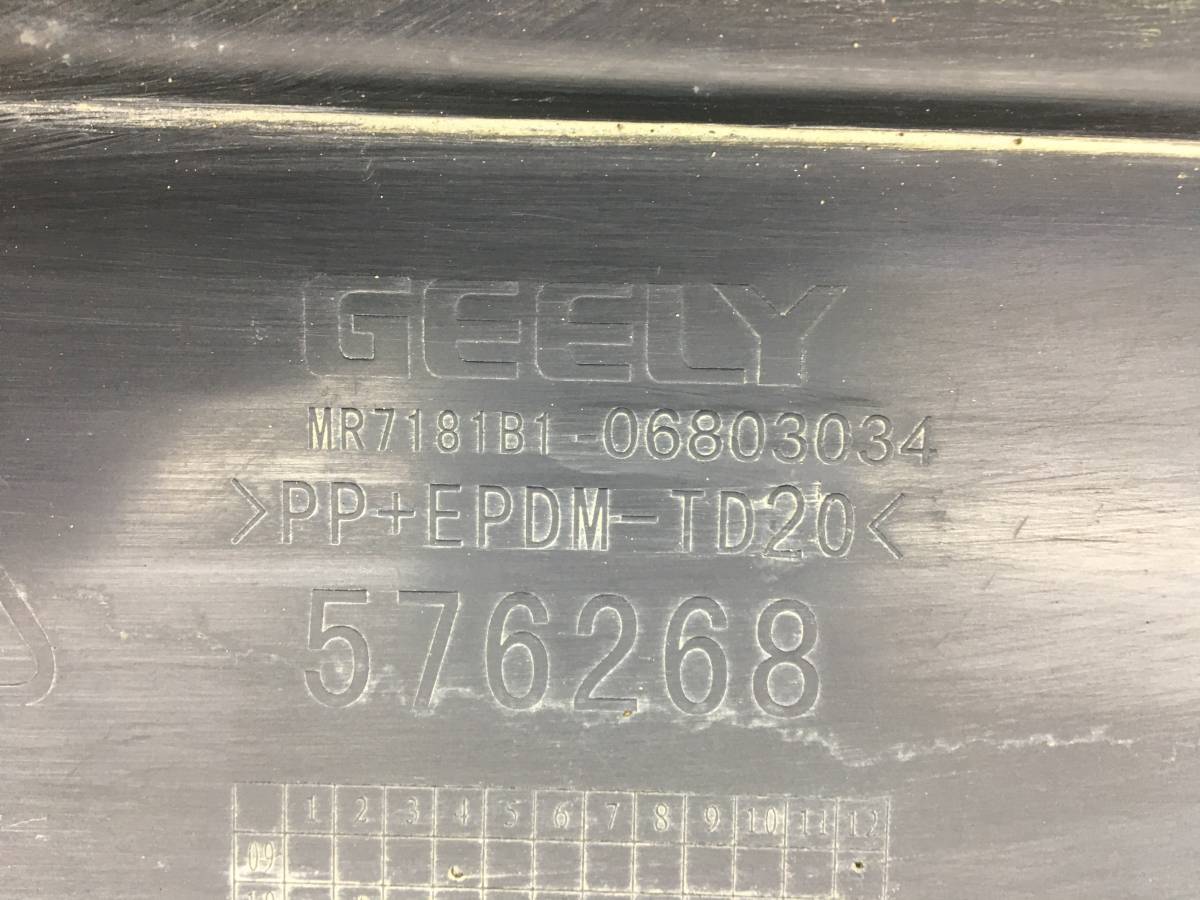 GEELY
MR7181B1-06803034
>PP+EPDM-TD20<
576268
1 2 3 4 5 6 7 8 9 10 11 12
09